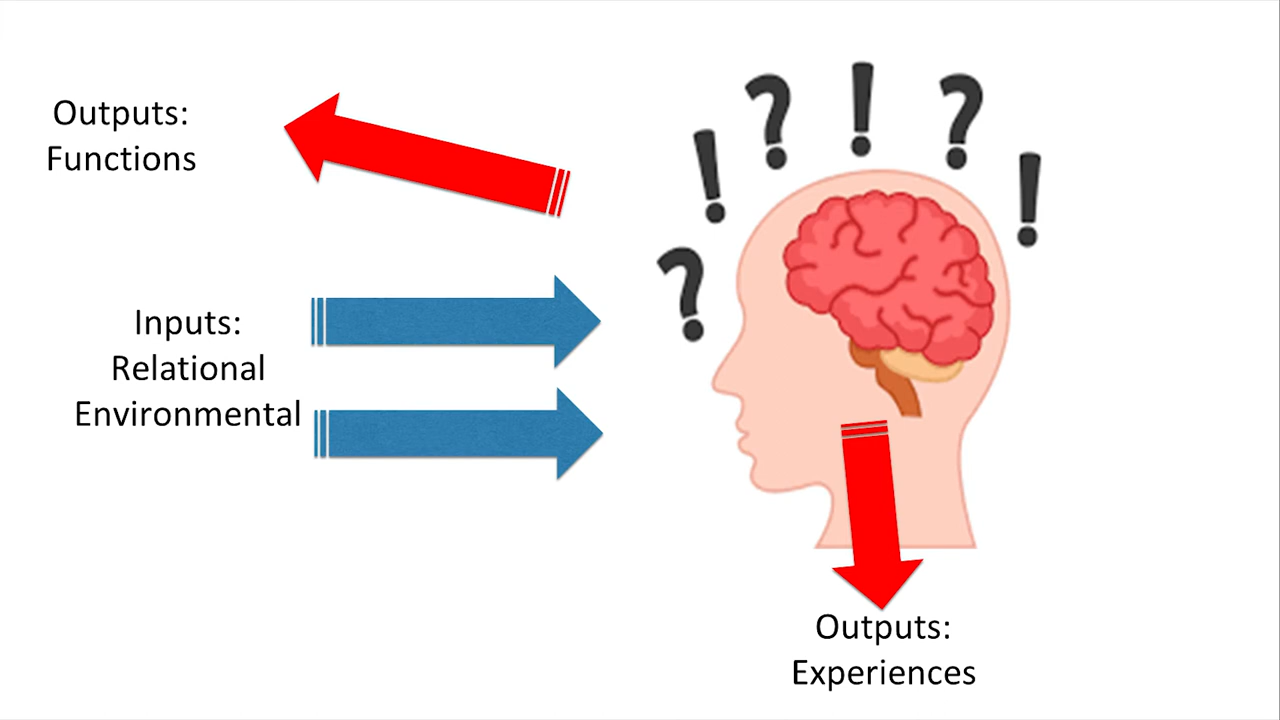 Outputs:
Functions
Inputs:
Relational
Environmental
? ! ? ! ? !
Outputs:
Experiences